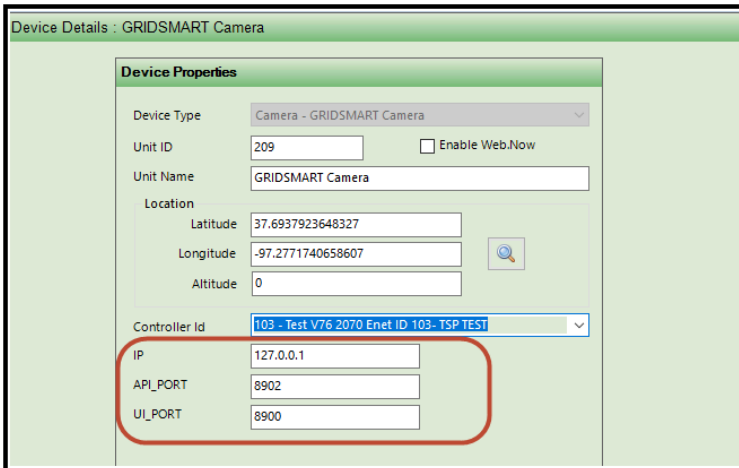 Device Details : GRIDSMART Camera
Device Properties
Device Type Camera - GRIDSMART Camera
Unit ID 209 Enable Web.Now
Unit Name GRIDSMART Camera
Location
Latitude 37.6937923648327
Longitude -97.2771740658607
Altitude 0
Controller Id 103 - Test V76 2070 Enet ID 103- TSP TEST
IP 127.0.0.1
API_PORT 8902
UI_PORT 8900